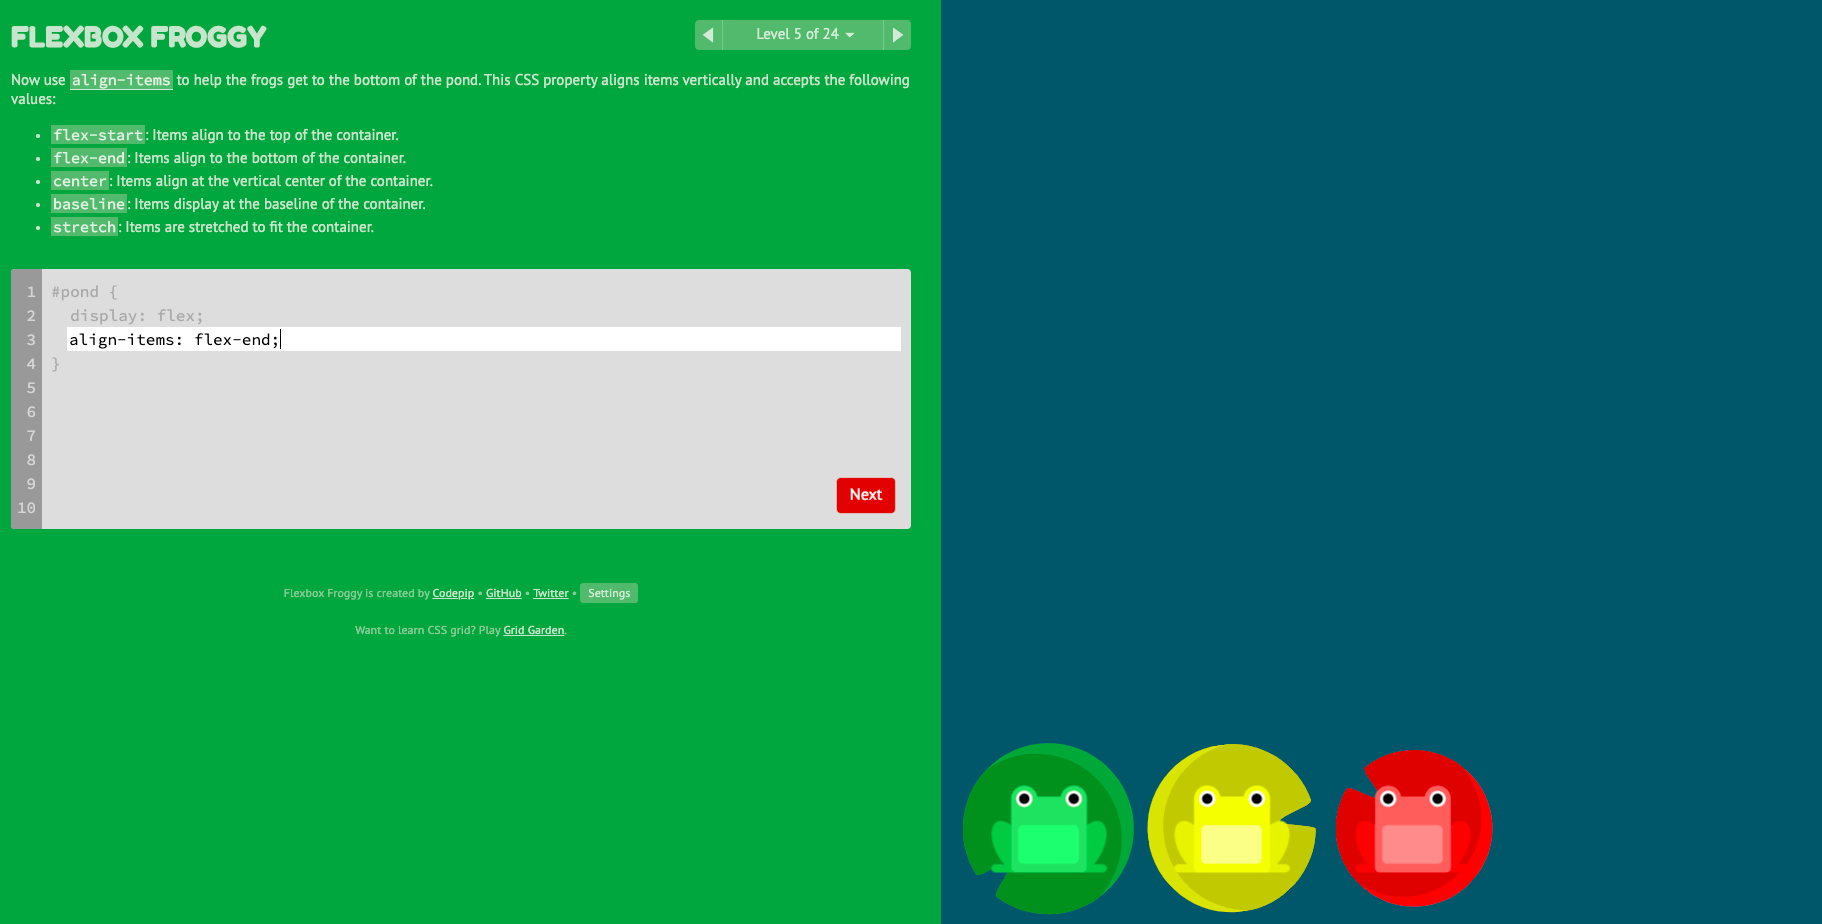 FLEXBOX FROGGY
Level 5 of 24
Now use align-items to help the frogs get to the bottom of the pond. This CSS property aligns items vertically and accepts the following
values:
• flex-start: Items align to the top of the container.
• flex-end: Items align to the bottom of the container.
• center: Items align at the vertical center of the container.
• baseline: Items display at the baseline of the container.
• stretch: Items are stretched to fit the container.
1 #pond {
2   display: flex;
3   align-items: flex-end;
4 }
5
6
7
8
9
10
Next
Flexbox Froggy is created by Codepip • GitHub • Twitter • Settings
Want to learn CSS grid? Play Grid Garden.